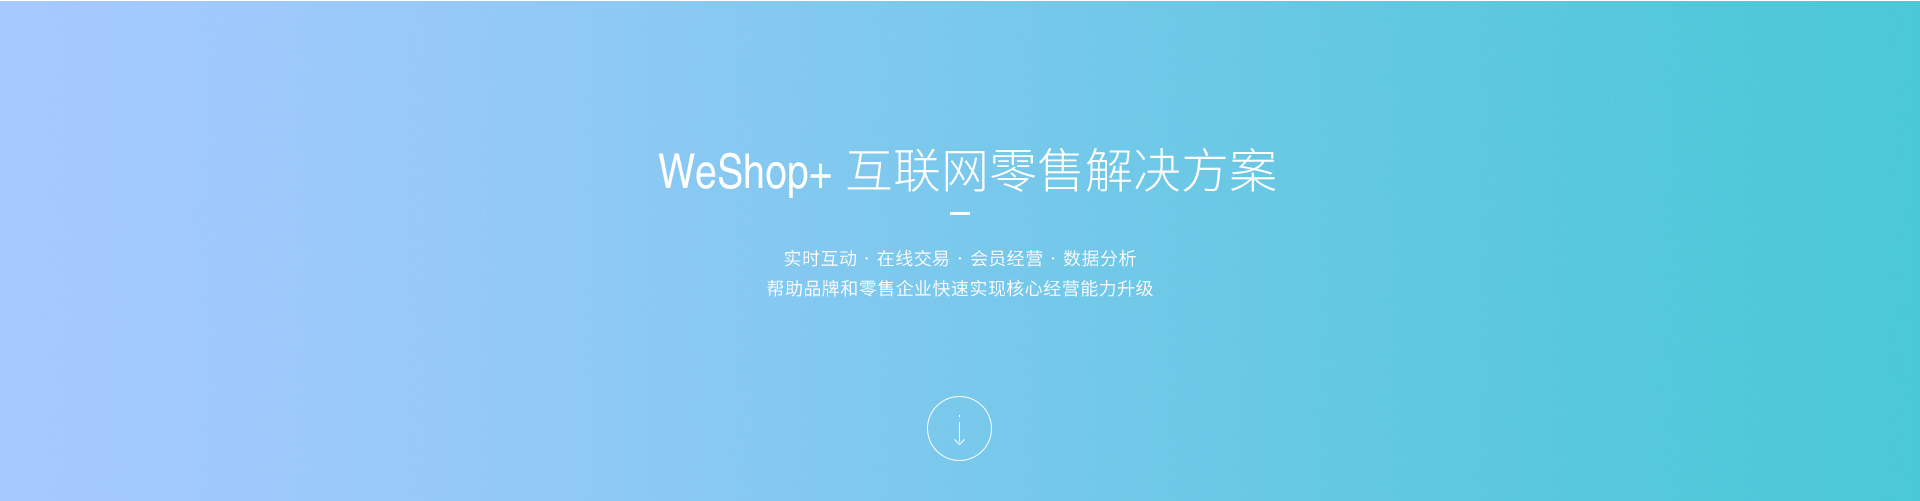 WeShop+ 互联网零售解决方案
实时互动 · 在线交易 · 会员经营 · 数据分析
帮助品牌和零售企业快速实现核心经营能力升级